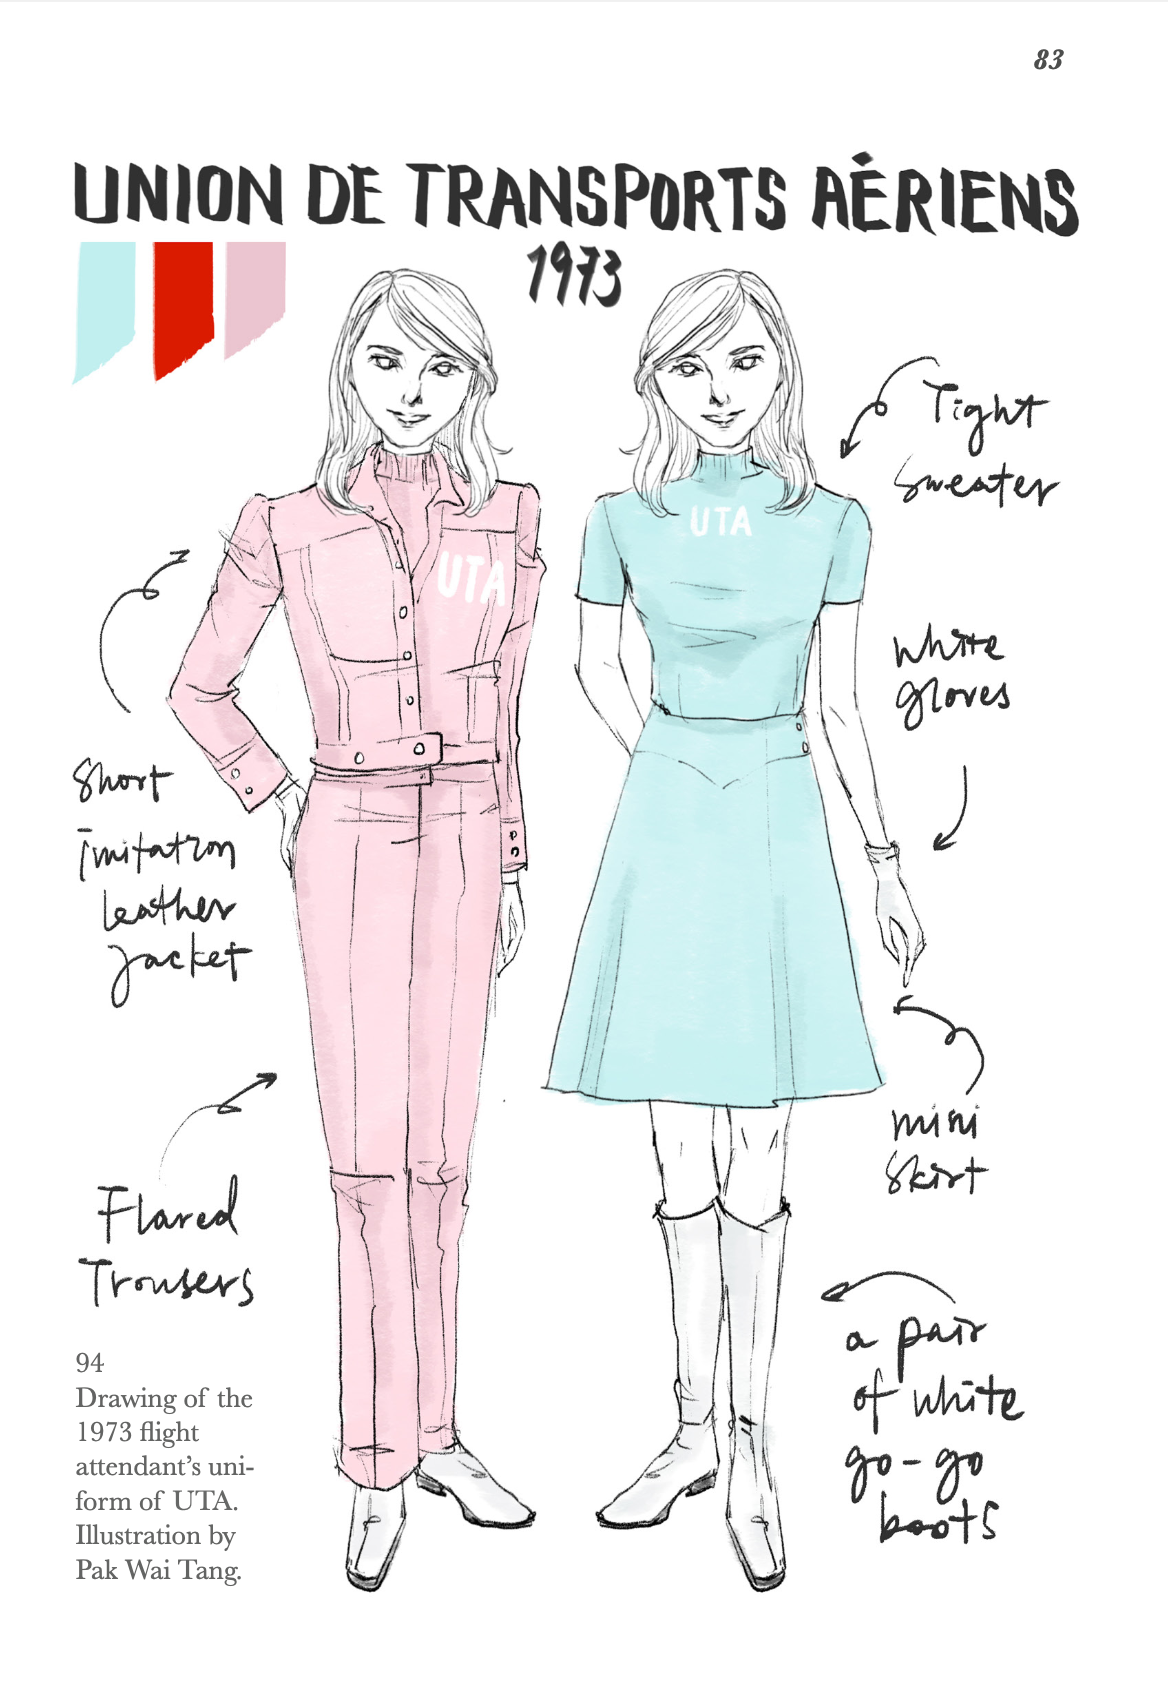 83
UNION DE TRANSPORTS AÉRIENS
1973
Tight
sweater
UTA
UTA
white
gloves
short
imitation
leather
jacket
mini
skirt
Flared
Trousers
a pair
of white
go-go
boots
94
Drawing of the
1973 flight
attendant’s uni-
form of UTA.
Illustration by
Pak Wai Tang.